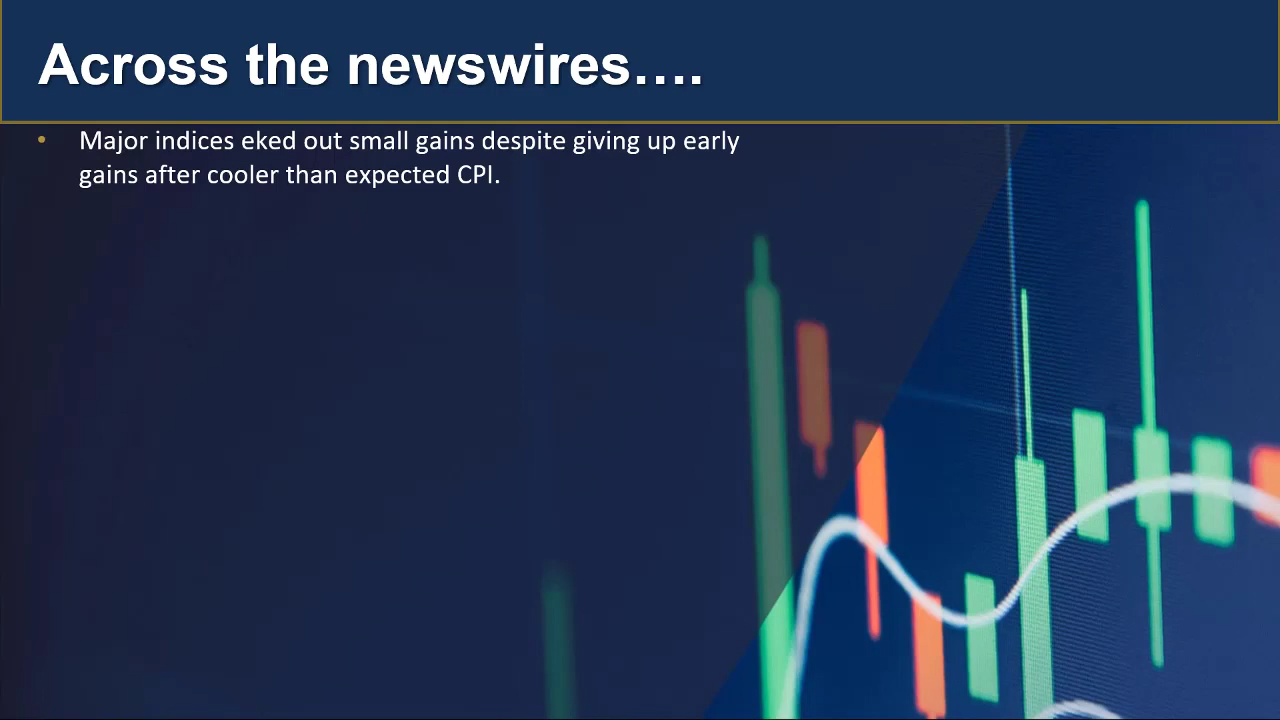 Across the newswires….
• Major indices eked out small gains despite giving up early
gains after cooler than expected CPI.